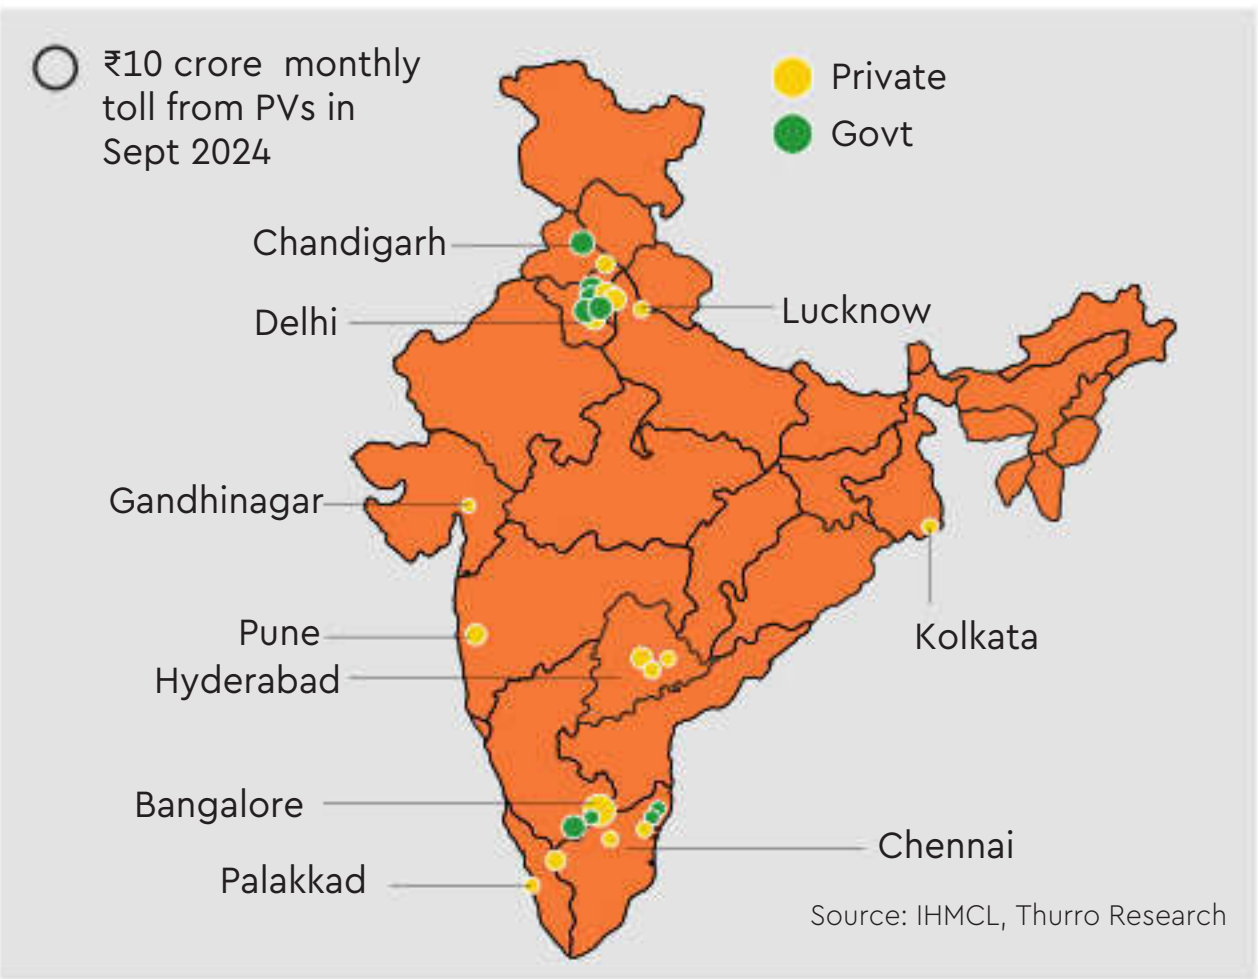 ₹10 crore monthly
toll from PVs in
Sept 2024
Private
Govt
Chandigarh
Delhi
Lucknow
Gandhinagar
Pune
Hyderabad
Kolkata
Bangalore
Chennai
Palakkad
Source: IHMCL, Thurro Research